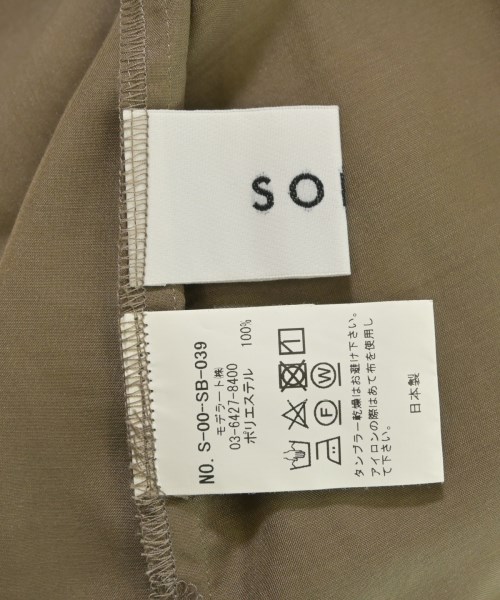 SO
NO. S-00-SB-039
モデラート㈱
03-6427-8400
ポリエステル 100%
F W
タンブラー乾燥はお避け下さい。
アイロンの際はあて布を使用し
て下さい。
日本製